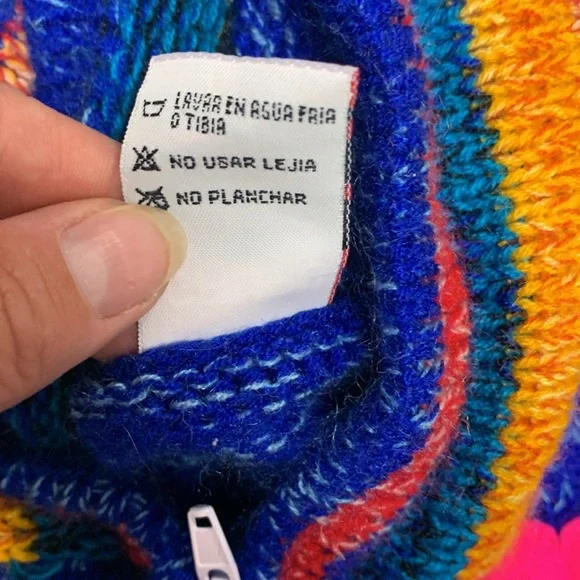 LAVAR EN AGUA FRIA
O TIBIA
NO USAR LEJIA
NO PLANCHAR